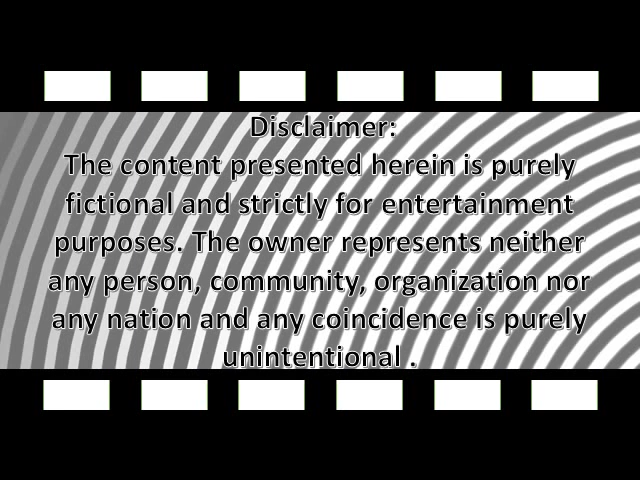 Disclaimer:
The content presented herein is purely
fictional and strictly for entertainment
purposes. The owner represents neither
any person, community, organization nor
any nation and any coincidence is purely
unintentional .